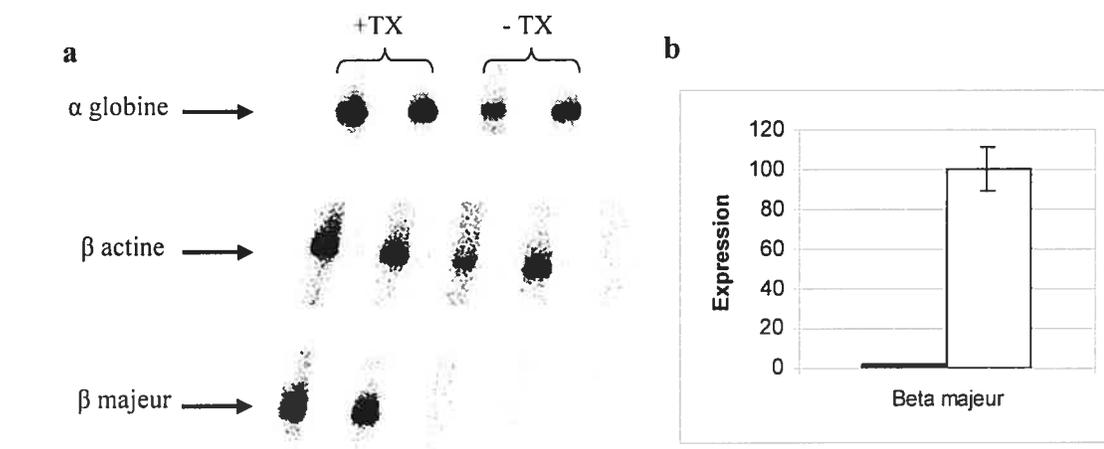 a
+TX
- TX
α globine
β actine
β majeur
b
120
100
80
60
40
20
0
Expression
Beta majeur